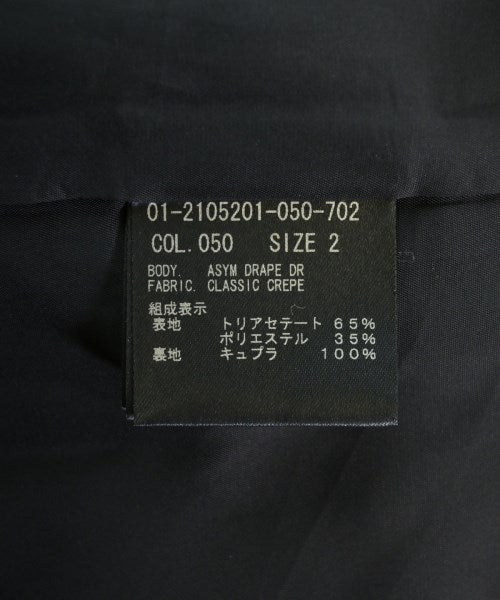 01-2105201-050-702
COL. 050 SIZE 2
BODY. ASYM DRAPE DR
FABRIC. CLASSIC CREPE
組成表示
表地 トリアセテート 65%
ポリエステル 35%
裏地 キュプラ 100%